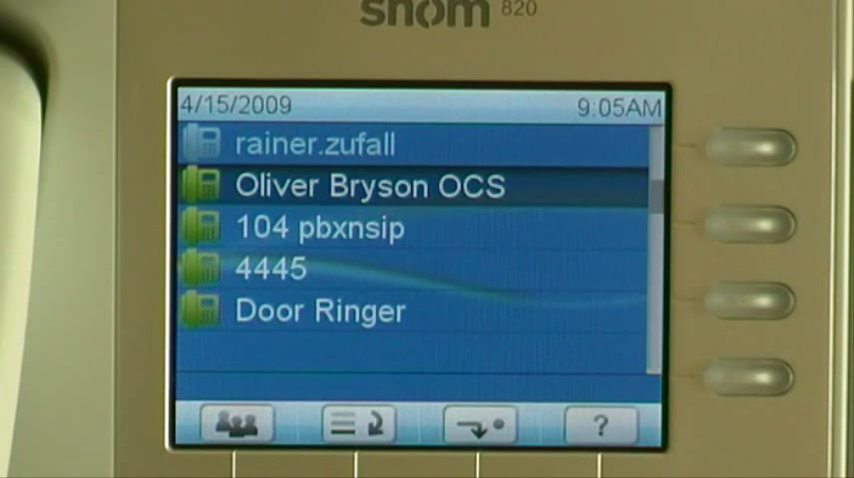 snom 820
4/15/2009 9:05AM
rainer.zufall
Oliver Bryson OCS
104 pbxnsip
4445
Door Ringer
?